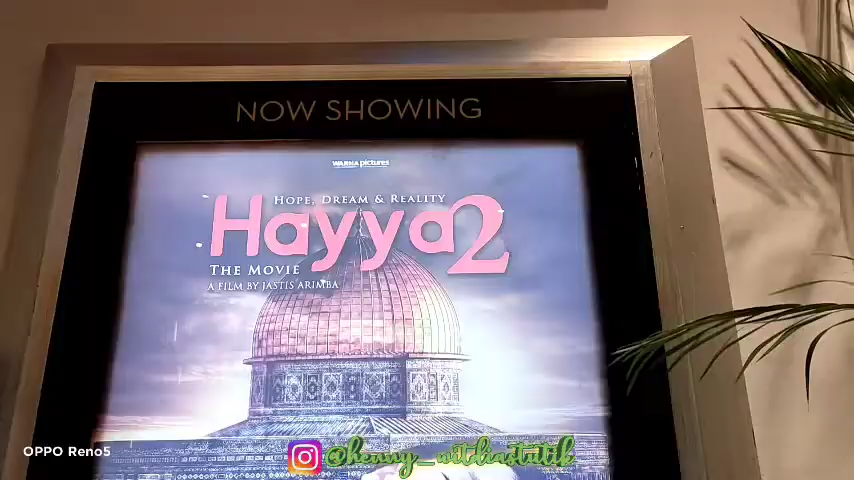 NOW SHOWING
WARNA pictures
HOPE, DREAM & REALITY
Hayya 2
THE MOVIE
A FILM BY JASTIS ARIMBA
OPPO Reno5